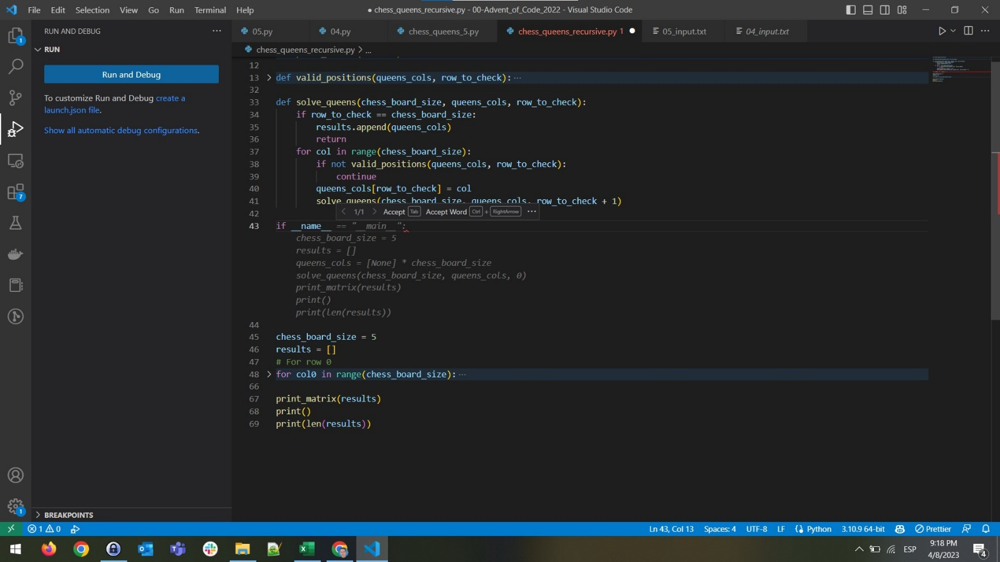 File Edit Selection View Go Run Terminal Help
● chess_queens_recursive.py - 00-Advent_of_Code_2022 - Visual Studio Code
RUN AND DEBUG ···
05.py
04.py
chess_queens_5.py
chess_queens_recursive.py 1
05_input.txt
04_input.txt
RUN
Run and Debug
To customize Run and Debug create a
launch.json file.
Show all automatic debug configurations.
chess_queens_recursive.py > ...
12
13 def valid_positions(queens_cols, row_to_check): ···
32
33 def solve_queens(chess_board_size, queens_cols, row_to_check):
34 if row_to_check == chess_board_size:
35 results.append(queens_cols)
36 return
37 for col in range(chess_board_size):
38 if not valid_positions(queens_cols, row_to_check):
39 continue
40 queens_cols[row_to_check] = col
41 solve_queens(chess_board_size, queens_cols, row_to_check + 1)
< 1/1 > Accept Tab Accept Word Ctrl + RightArrow ···
42
43 if __name__ == "__main__":
chess_board_size = 5
results = []
queens_cols = [None] * chess_board_size
solve_queens(chess_board_size, queens_cols, 0)
print_matrix(results)
print()
print(len(results))
44
45 chess_board_size = 5
46 results = []
47 # For row 0
48 for col0 in range(chess_board_size): ···
66
67 print_matrix(results)
68 print()
69 print(len(results))
1
7
1
BREAKPOINTS
1 0
Ln 43, Col 13 Spaces: 4 UTF-8 LF Python 3.10.9 64-bit Prettier
ESP
9:18 PM
4/8/2023
4